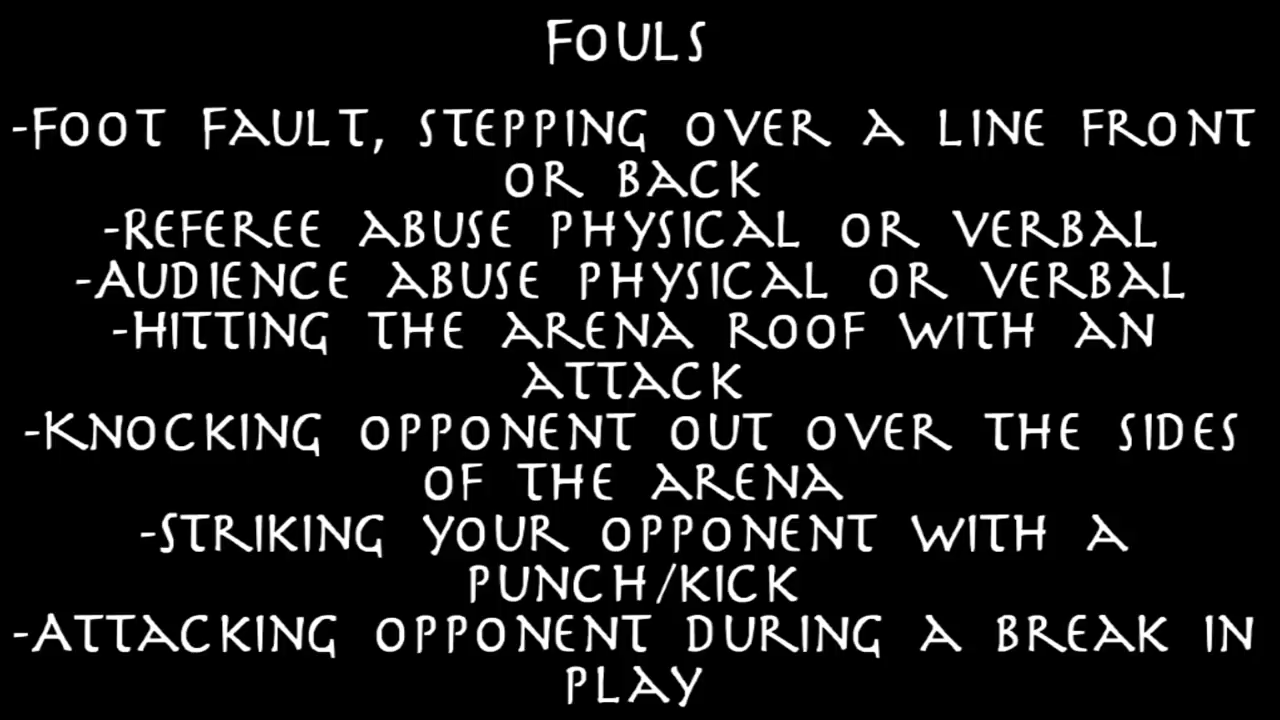 Fouls
-Foot Fault, stepping over a line front
or back
-Referee abuse physical or verbal
-Audience abuse physical or verbal
-Hitting the arena roof with an
attack
-Knocking opponent out over the sides
of the arena
-Striking your opponent with a
punch/kick
-Attacking opponent during a break in
play